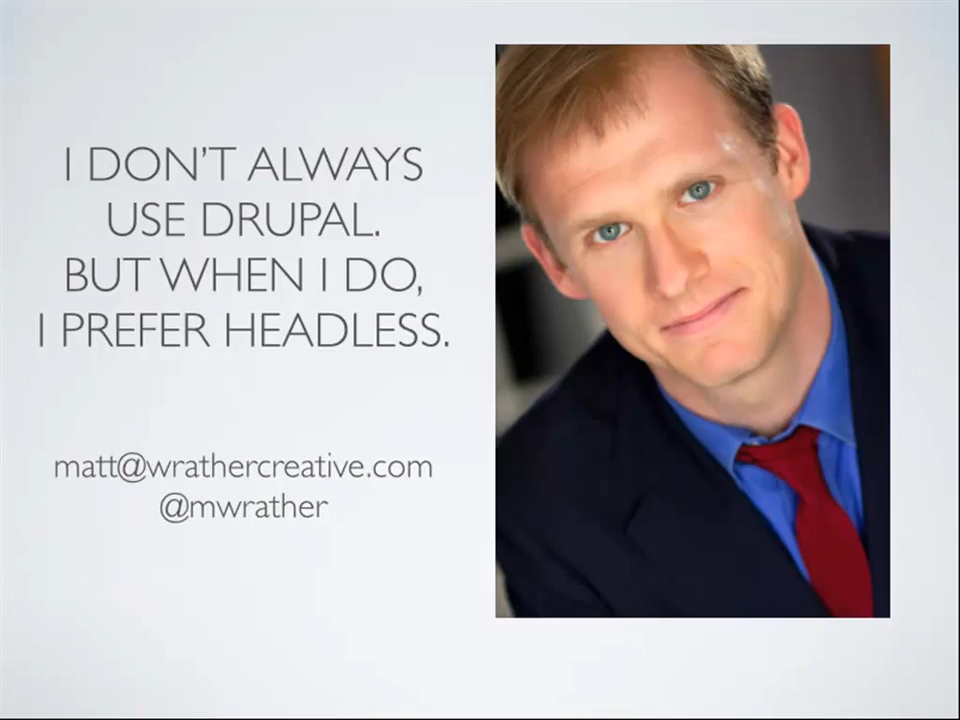 I DON’T ALWAYS
USE DRUPAL.
BUT WHEN I DO,
I PREFER HEADLESS.
matt@wrathercreative.com
@mwrather